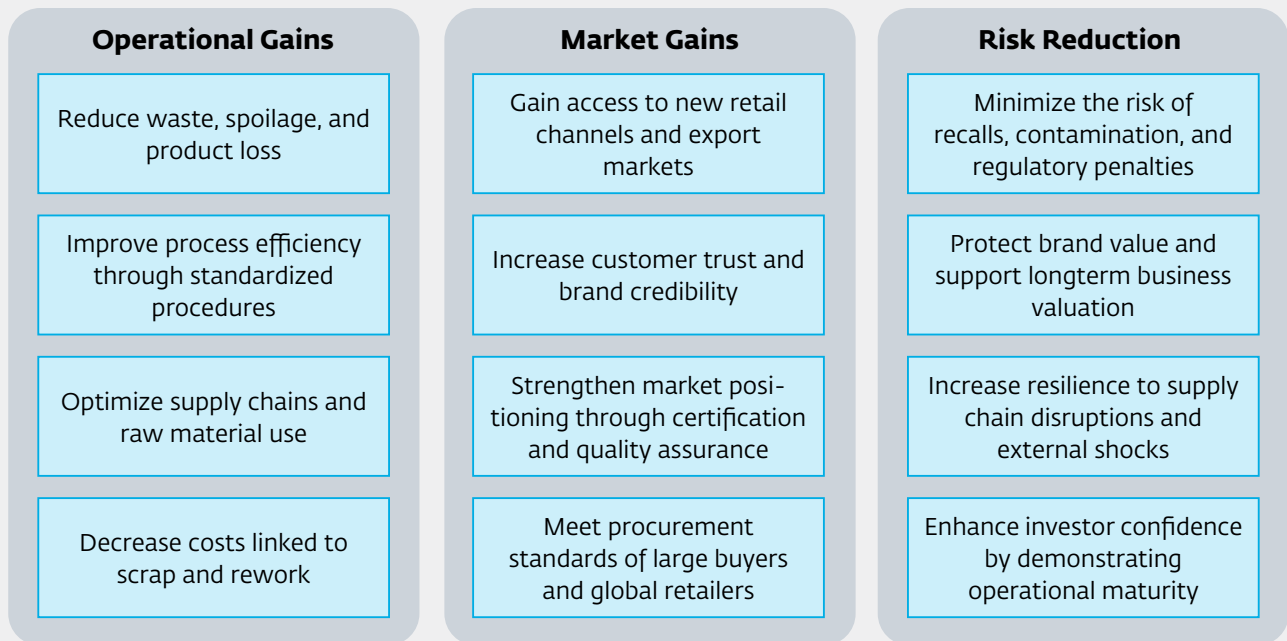 Operational Gains
Reduce waste, spoilage, and
product loss
Improve process efficiency
through standardized
procedures
Optimize supply chains and
raw material use
Decrease costs linked to
scrap and rework
Market Gains
Gain access to new retail
channels and export
markets
Increase customer trust and
brand credibility
Strengthen market posi-
tioning through certification
and quality assurance
Meet procurement
standards of large buyers
and global retailers
Risk Reduction
Minimize the risk of
recalls, contamination, and
regulatory penalties
Protect brand value and
support longterm business
valuation
Increase resilience to supply
chain disruptions and
external shocks
Enhance investor confidence
by demonstrating
operational maturity